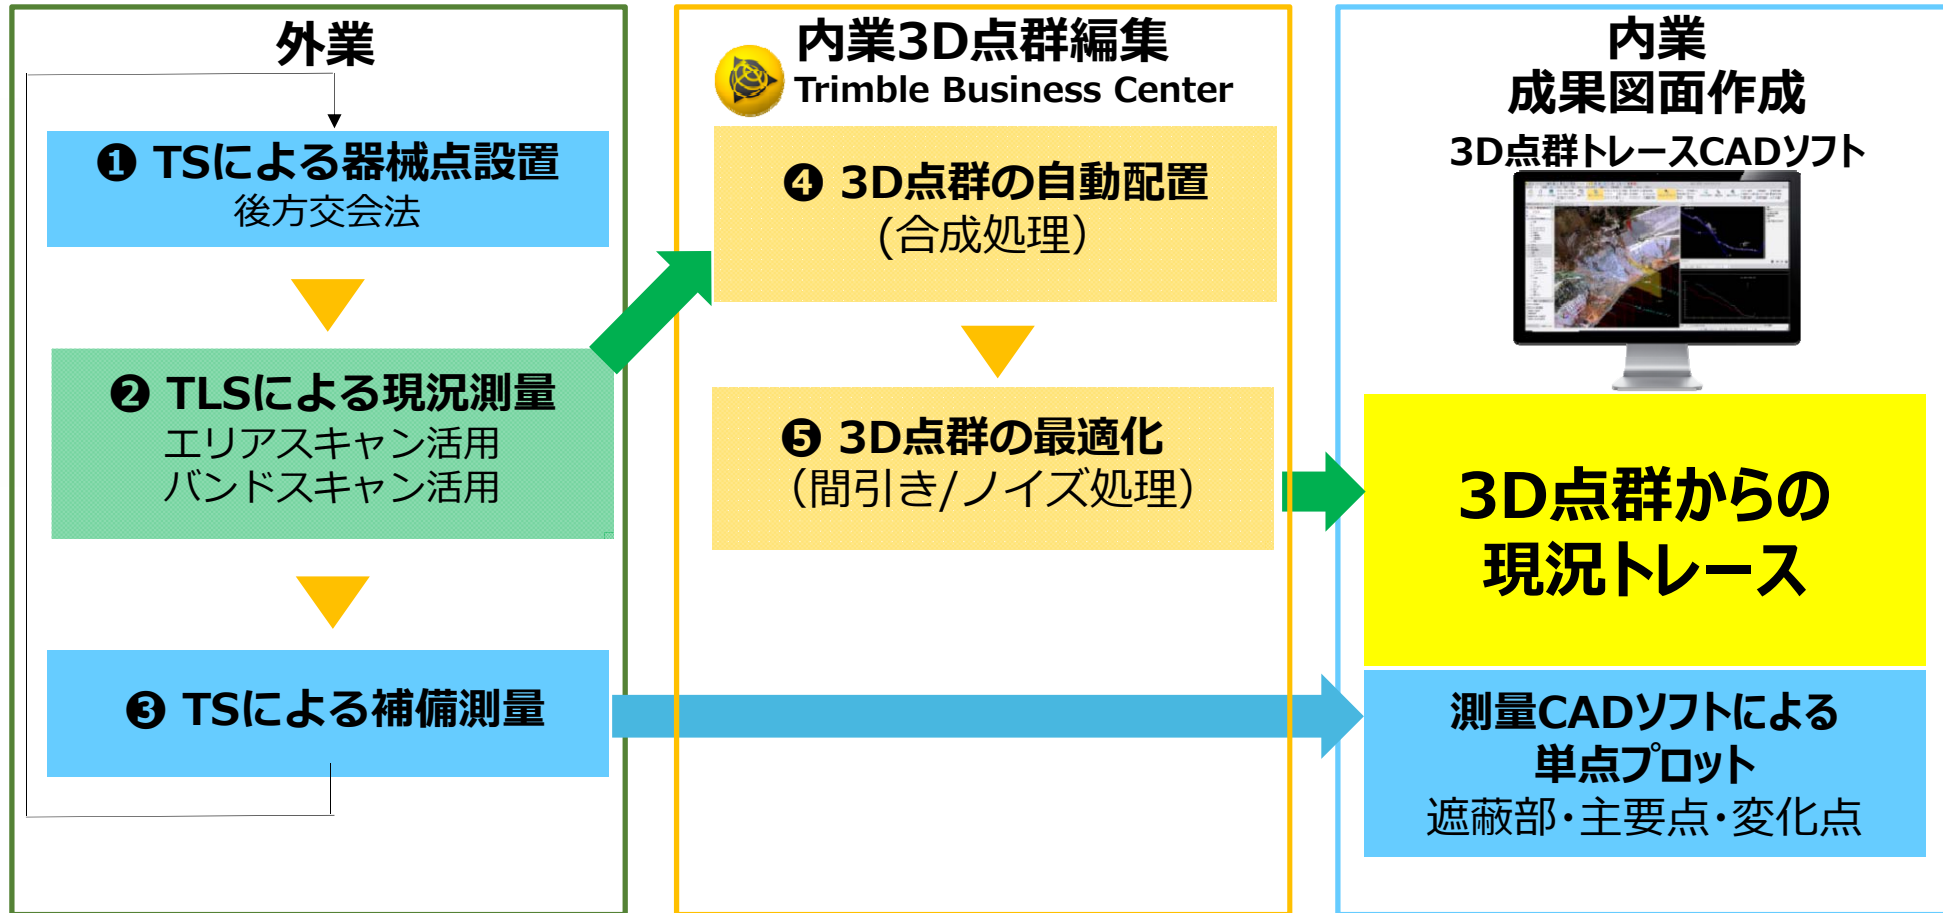 外業
❶ TSによる器械点設置
後方交会法
❷ TLSによる現況測量
エリアスキャン活用
バンドスキャン活用
❸ TSによる補備測量
内業3D点群編集
Trimble Business Center
❹ 3D点群の自動配置
(合成処理）
❺ 3D点群の最適化
（間引き/ノイズ処理）
内業
成果図面作成
3D点群トレースCADソフト
3D点群からの
現況トレース
測量CADソフトによる
単点プロット
遮蔽部・主要点・変化点